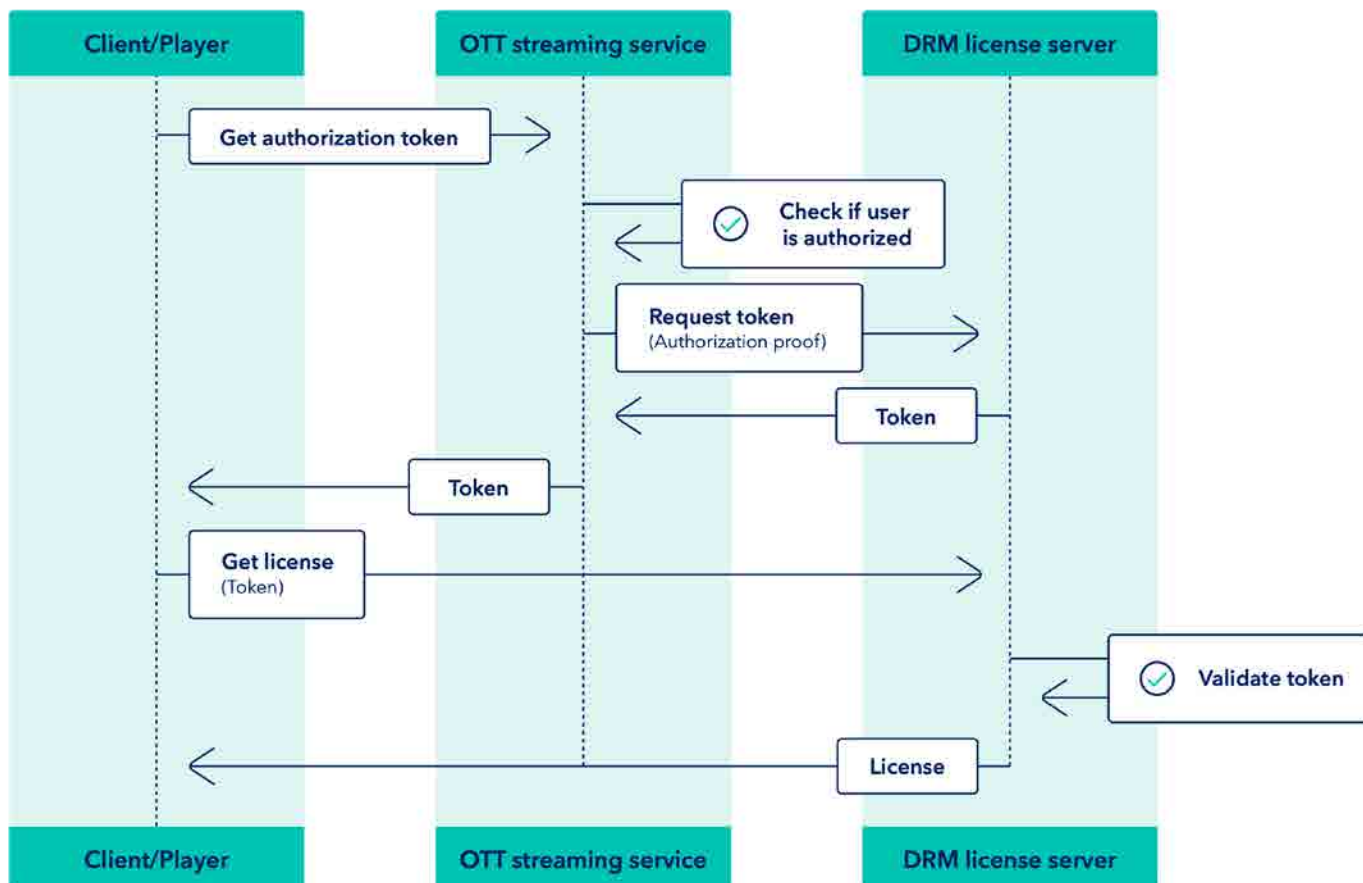 Client/Player
OTT streaming service
DRM license server
Get authorization token
Check if user
is authorized
Request token
(Authorization proof)
Token
Token
Get license
(Token)
Validate token
License
Client/Player
OTT streaming service
DRM license server